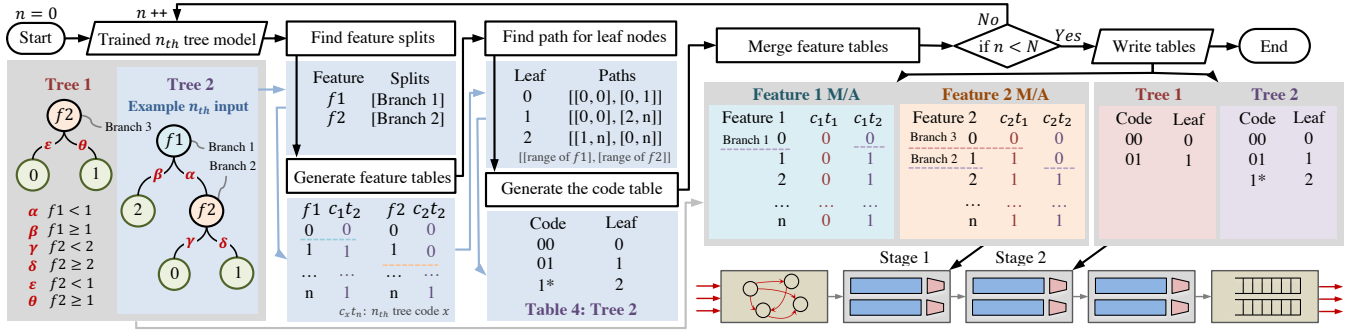 n = 0
Start
n ++
Trained n_th tree model
Find feature splits
Find path for leaf nodes
Merge feature tables
No
if n < N
Yes
Write tables
End
Tree 1
f2
Branch 3
ε θ
0 1
α f1 < 1
β f1 ≥ 1
γ f2 < 2
δ f2 ≥ 2
ε f2 < 1
θ f2 ≥ 1
Tree 2
Example n_th input
f1
Branch 1
Branch 2
β α
2 f2
γ δ
0 1
Feature Splits
f1 [Branch 1]
f2 [Branch 2]
Generate feature tables
f1 c₁t₂ f2 c₂t₂
0 0 0 0
1 1 1 0
... ... ... ...
n 1 n 1
c_xt_n: n_th tree code x
Leaf Paths
0 [[0, 0], [0, 1]]
1 [[0, 0], [2, n]]
2 [[1, n], [0, n]]
[[range of f1], [range of f2]]
Generate the code table
Code Leaf
00 0
01 1
1* 2
Table 4: Tree 2
Feature 1 M/A
Feature 1 c₁t₁ c₁t₂
Branch 1 0 0 0
1 0 1
2 0 1
... ... ...
n 0 1
Feature 2 M/A
Feature 2 c₂t₁ c₂t₂
Branch 3 0 0 0
Branch 2 1 1 0
2 1 1
... ... ...
n 1 1
Tree 1
Code Leaf
00 0
01 1
Tree 2
Code Leaf
00 0
01 1
1* 2
Stage 1
Stage 2